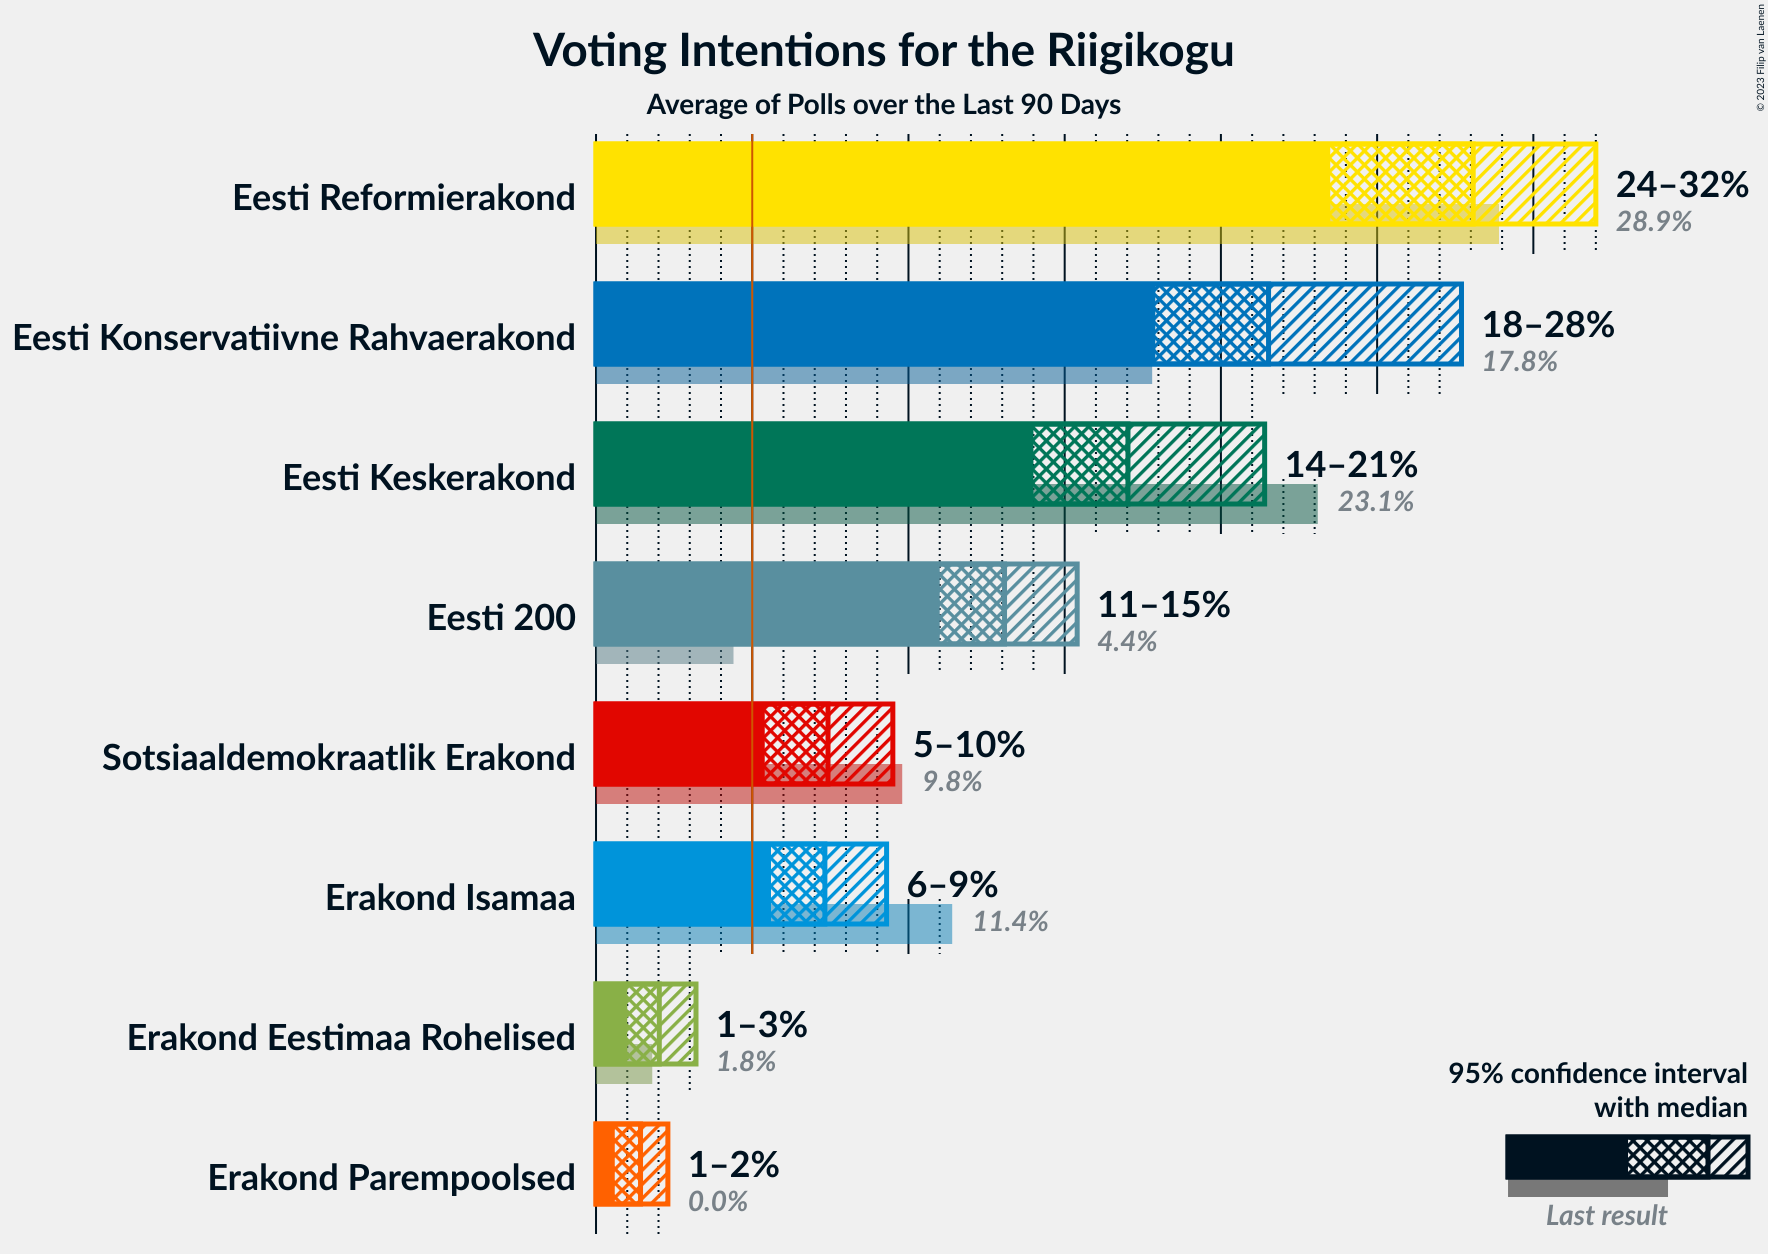 Voting Intentions for the Riigikogu
Average of Polls over the Last 90 Days
© 2023 Filip van Laenen
Eesti Reformierakond
24–32%
28.9%
Eesti Konservatiivne Rahvaerakond
18–28%
17.8%
Eesti Keskerakond
14–21%
23.1%
Eesti 200
11–15%
4.4%
Sotsiaaldemokraatlik Erakond
5–10%
9.8%
Erakond Isamaa
6–9%
11.4%
Erakond Eestimaa Rohelised
1–3%
1.8%
Erakond Parempoolsed
1–2%
0.0%
95% confidence interval
with median
Last result